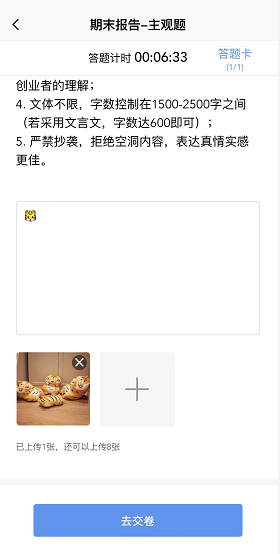 期末报告-主观题
答题计时 00:06:33
答题卡
(1/1)
创业者的理解；
4. 文体不限，字数控制在1500-2500字之间
（若采用文言文，字数达600即可）；
5. 严禁抄袭，拒绝空洞内容，表达真情实感
更佳。
🐯
已上传1张，还可以上传8张
去交卷